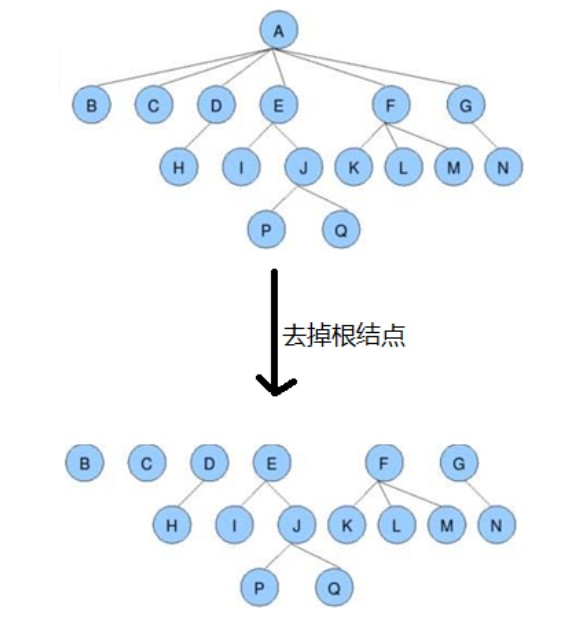 A
B C D E F G
H I J K L M N
P Q
去掉根结点
B C D E F G
H I J K L M N
P Q